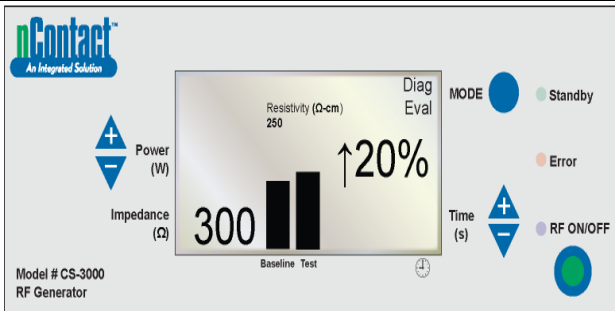 nContact™
An Integrated Solution
Diag
Eval
Resistivity (Ω-cm)
250
↑20%
300
Baseline Test
Power
(W)
Impedance
(Ω)
MODE
Standby
Error
Time
(s)
RF ON/OFF
Model # CS-3000
RF Generator